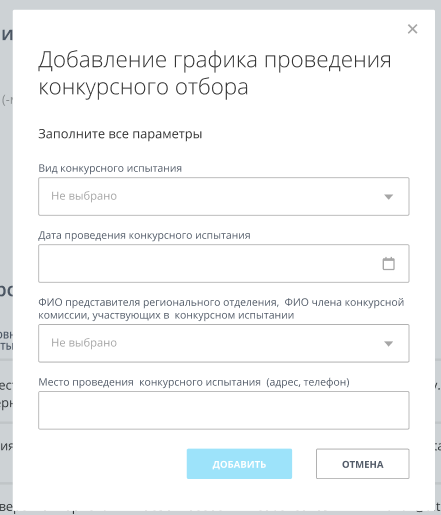 Добавление графика проведения
конкурсного отбора
Заполните все параметры
Вид конкурсного испытания
Не выбрано
Дата проведения конкурсного испытания
ФИО представителя регионального отделения, ФИО члена конкурсной
комиссии, участвующих в конкурсном испытании
Не выбрано
Место проведения конкурсного испытания (адрес, телефон)
ДОБАВИТЬ
ОТМЕНА